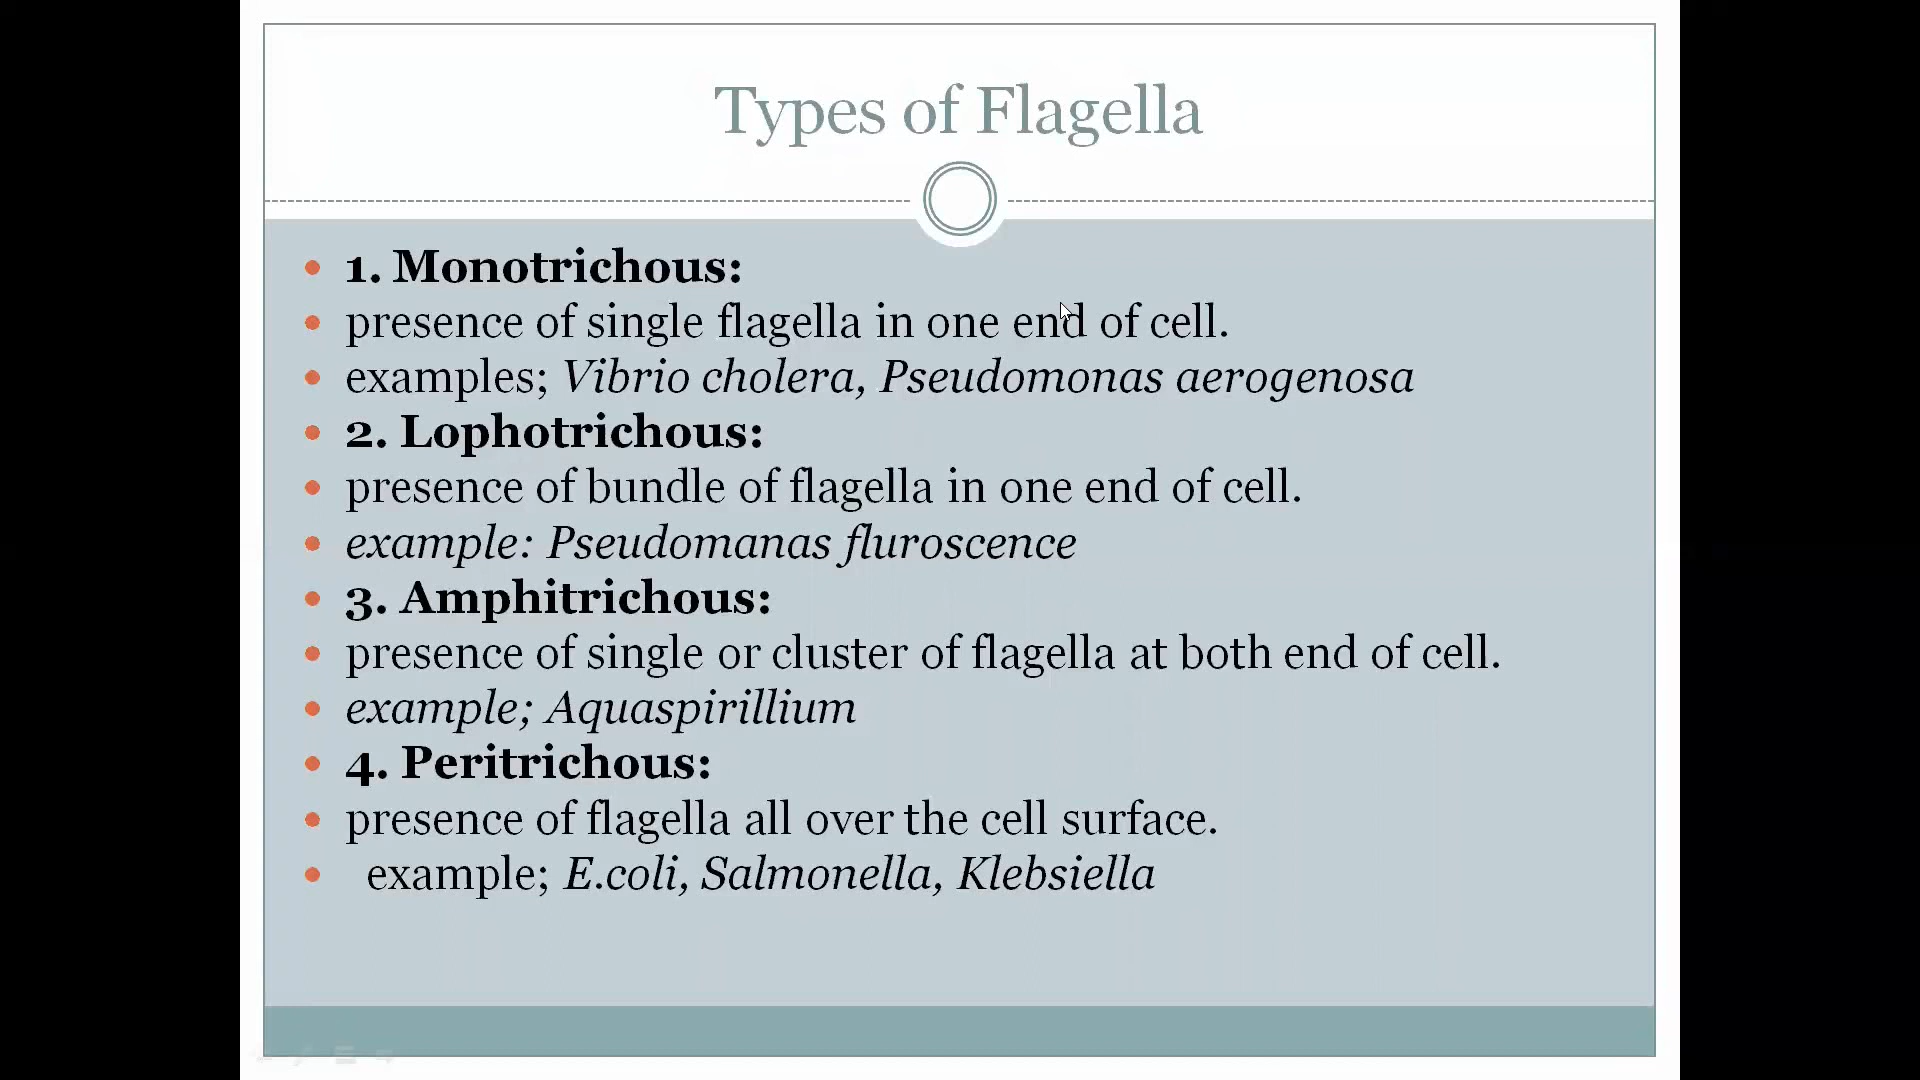 Types of Flagella
1. Monotrichous:
presence of single flagella in one end of cell.
examples; Vibrio cholera, Pseudomonas aerogenosa
2. Lophotrichous:
presence of bundle of flagella in one end of cell.
example: Pseudomanas fluroscence
3. Amphitrichous:
presence of single or cluster of flagella at both end of cell.
example; Aquaspirillium
4. Peritrichous:
presence of flagella all over the cell surface.
example; E.coli, Salmonella, Klebsiella